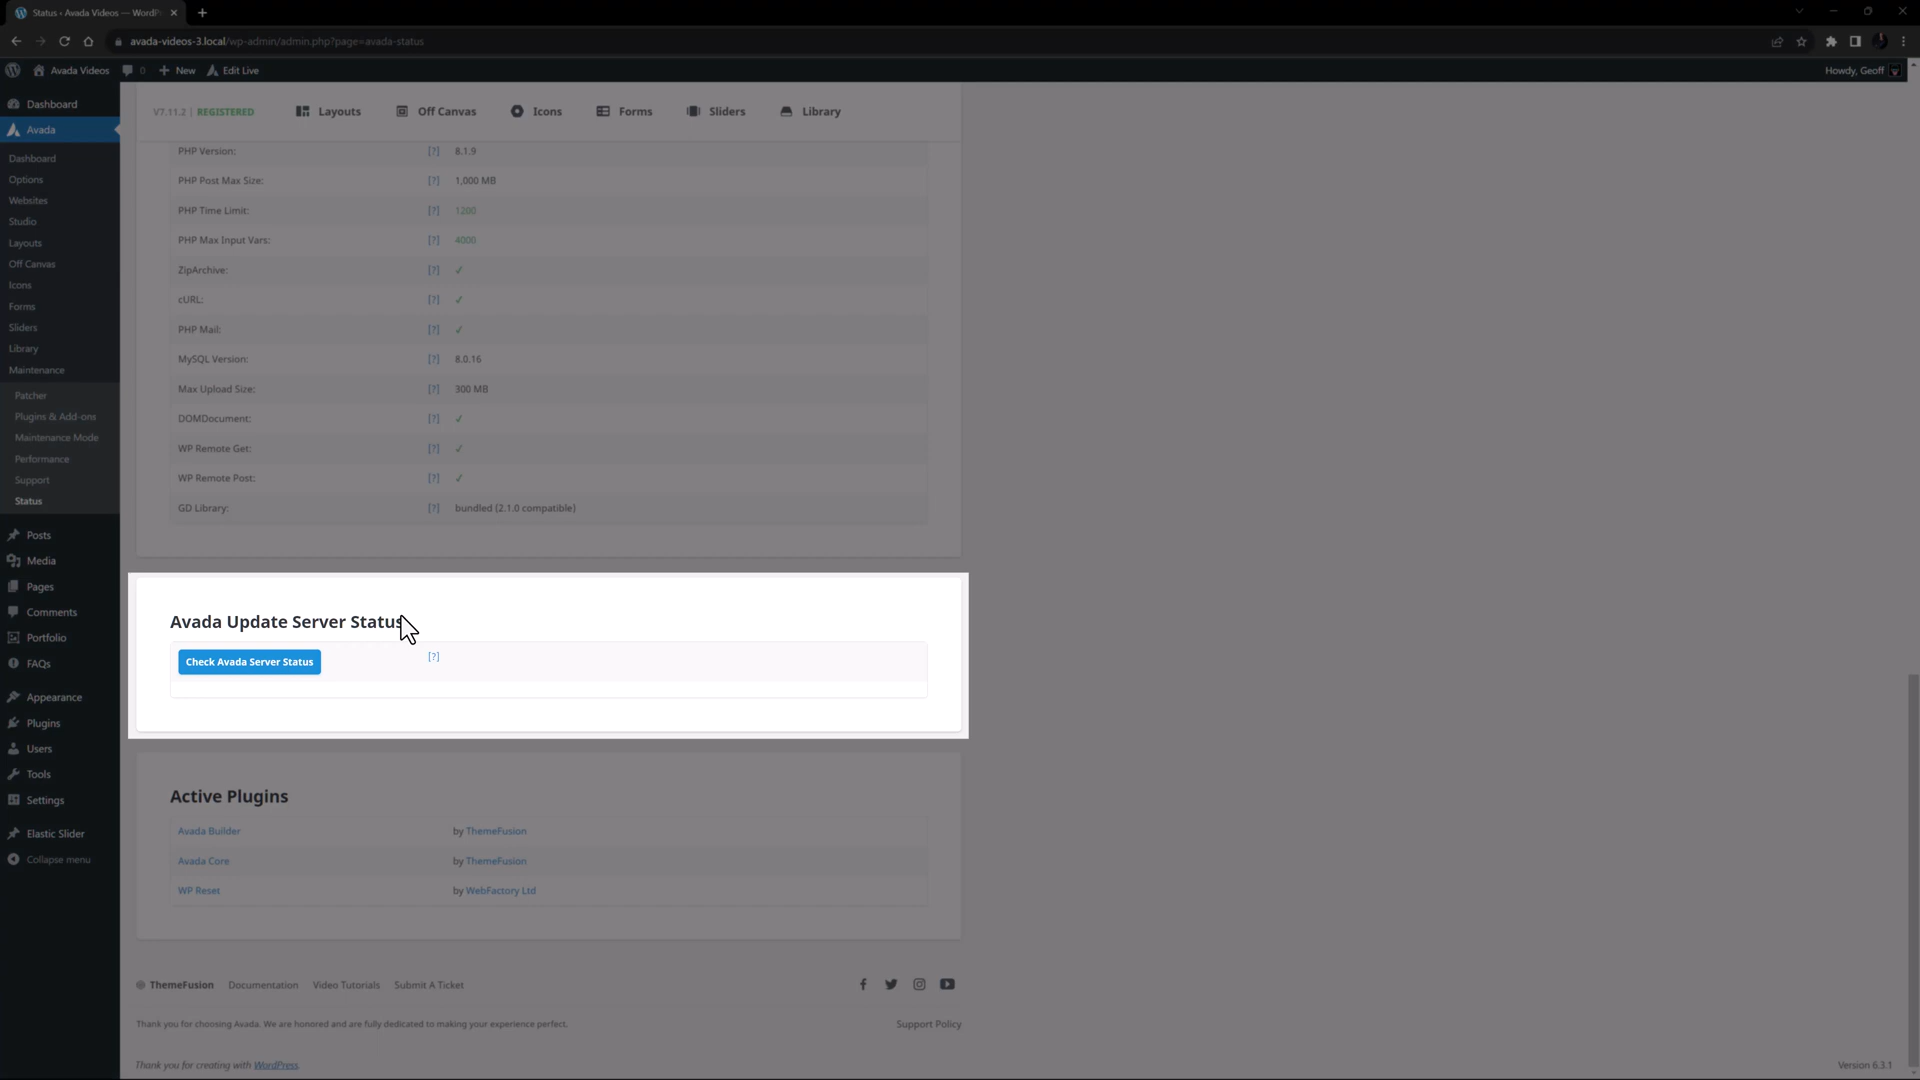 Status ‹ Avada Videos — WordPr
avada-videos-3.local/wp-admin/admin.php?page=avada-status
Avada Videos 0 New Edit Live
Howdy, Geoff
Dashboard
Avada
Dashboard
Options
Websites
Studio
Layouts
Off Canvas
Icons
Forms
Sliders
Library
Maintenance
Patcher
Plugins & Add-ons
Maintenance Mode
Performance
Support
Status
Posts
Media
Pages
Comments
Portfolio
FAQs
Appearance
Plugins
Users
Tools
Settings
Elastic Slider
Collapse menu
V7.11.2 | REGISTERED Layouts Off Canvas Icons Forms Sliders Library
PHP Version: [?] 8.1.9
PHP Post Max Size: [?] 1,000 MB
PHP Time Limit: [?] 1200
PHP Max Input Vars: [?] 4000
ZipArchive: [?] ✓
cURL: [?] ✓
PHP Mail: [?] ✓
MySQL Version: [?] 8.0.16
Max Upload Size: [?] 300 MB
DOMDocument: [?] ✓
WP Remote Get: [?] ✓
WP Remote Post: [?] ✓
GD Library: [?] bundled (2.1.0 compatible)
Avada Update Server Status
Check Avada Server Status [?]
Active Plugins
Avada Builder by ThemeFusion
Avada Core by ThemeFusion
WP Reset by WebFactory Ltd
ThemeFusion Documentation Video Tutorials Submit A Ticket
Thank you for choosing Avada. We are honored and are fully dedicated to making your experience perfect. Support Policy
Thank you for creating with WordPress. Version 6.3.1